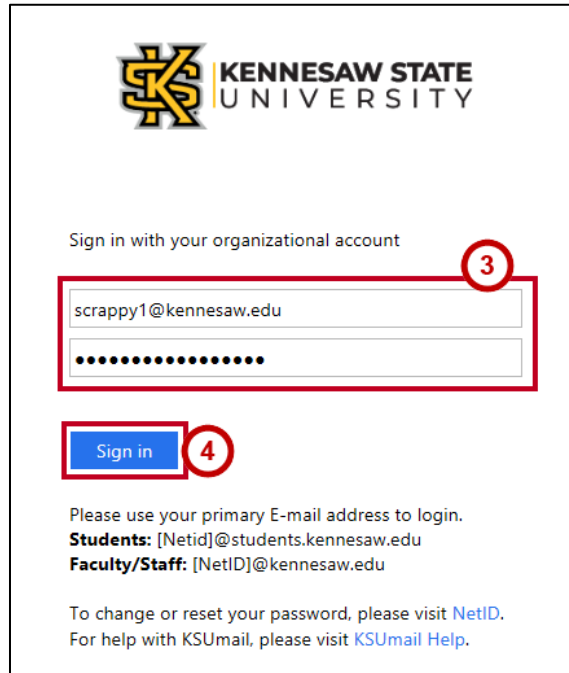 KENNESAW STATE
UNIVERSITY
Sign in with your organizational account
3
scrappy1@kennesaw.edu
•••••••••••••••••
Sign in
4
Please use your primary E-mail address to login.
Students: [Netid]@students.kennesaw.edu
Faculty/Staff: [NetID]@kennesaw.edu
To change or reset your password, please visit NetID.
For help with KSUmail, please visit KSUmail Help.